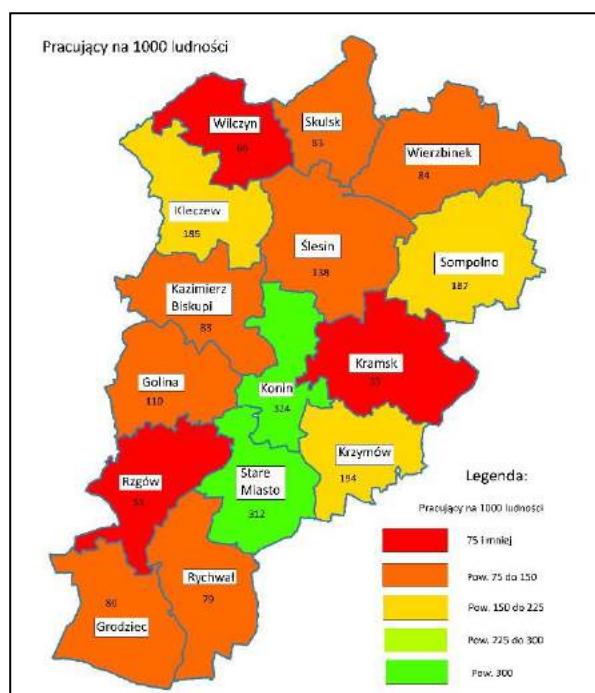 Pracujący na 1000 ludności
Wilczyn
Skulsk
83
Wierzbinek
84
Kleczew
185
Ślesin
138
Sompolno
187
Kazimierz
Biskupi
83
Kramsk
Golina
110
Konin
324
Krzymów
194
Rzgów
Stare
Miasto
312
Rychwał
79
Grodziec
Legenda:
Pracujący na 1000 ludności
75 i mniej
Pow. 75 do 150
Pow. 150 do 225
Pow. 225 do 300
Pow. 300